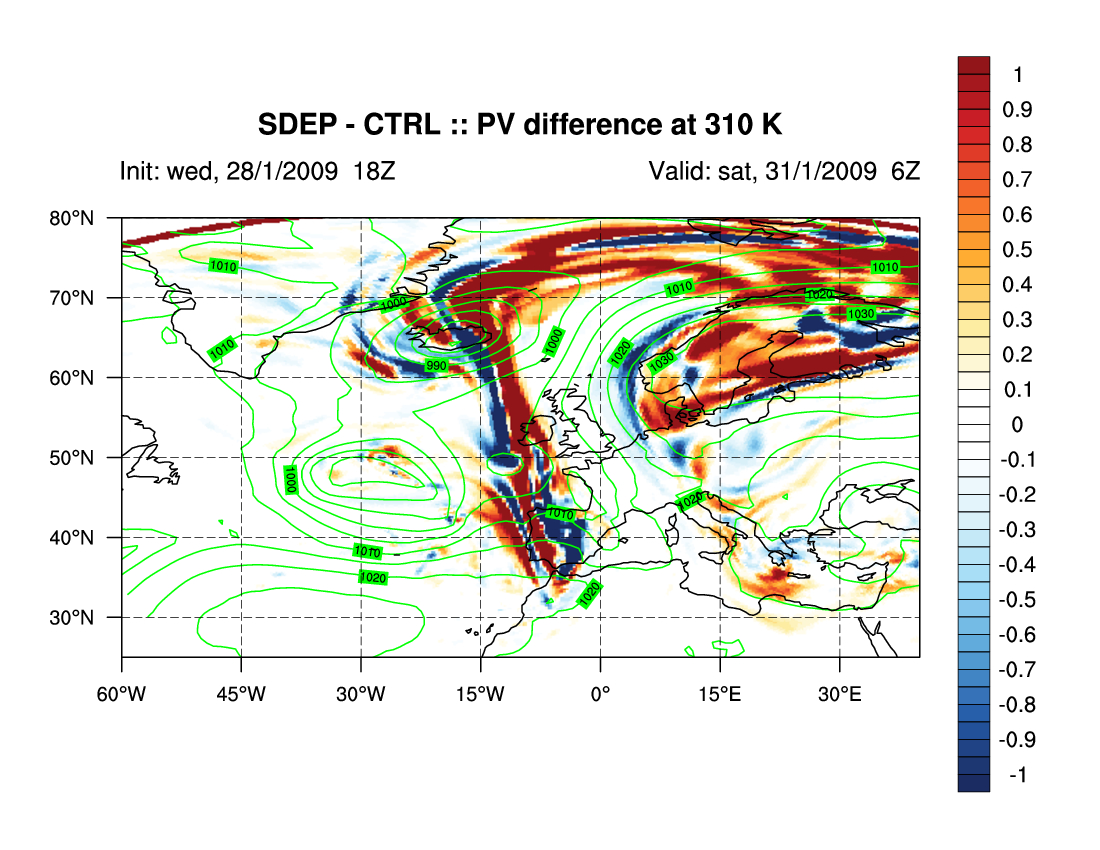 SDEP - CTRL :: PV difference at 310 K
Init: wed, 28/1/2009 18Z
Valid: sat, 31/1/2009 6Z
80°N
70°N
60°N
50°N
40°N
30°N
60°W
45°W
30°W
15°W
0°
15°E
30°E
1010
1010
1000
990
1000
1010
1010
1020
1030
1020
1030
1000
1010
1020
1010
1020
1020
1
0.9
0.8
0.7
0.6
0.5
0.4
0.3
0.2
0.1
0
-0.1
-0.2
-0.3
-0.4
-0.5
-0.6
-0.7
-0.8
-0.9
-1